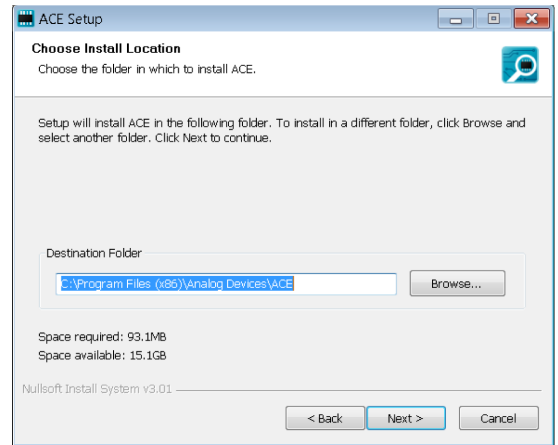 ACE Setup
Choose Install Location
Choose the folder in which to install ACE.
Setup will install ACE in the following folder. To install in a different folder, click Browse and
select another folder. Click Next to continue.
Destination Folder
C:\Program Files (x86)\Analog Devices\ACE
Browse...
Space required: 93.1MB
Space available: 15.1GB
Nullsoft Install System v3.01
< Back
Next >
Cancel